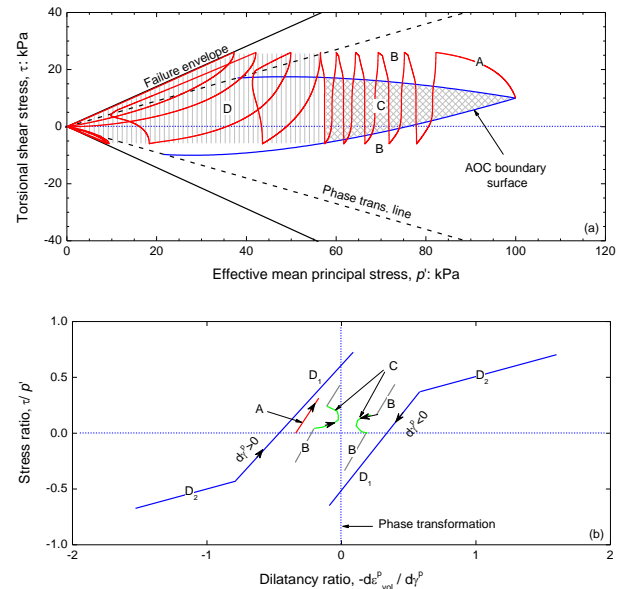 40
20
0
-20
-40
Torsional shear stress, τ: kPa
Failure envelope
A
B
C
D
B
AOC boundary
surface
Phase trans. line
(a)
0 20 40 60 80 100 120
Effective mean principal stress, p': kPa
1.0
0.5
0.0
-0.5
-1.0
Stress ratio, τ/ p'
D₁
C
D₂
A
B
B
B
B
dγᵖ>0
dγᵖ<0
D₂
D₁
Phase transformation
(b)
-2 -1 0 1 2
Dilatancy ratio, -dεᵖvol / dγᵖ